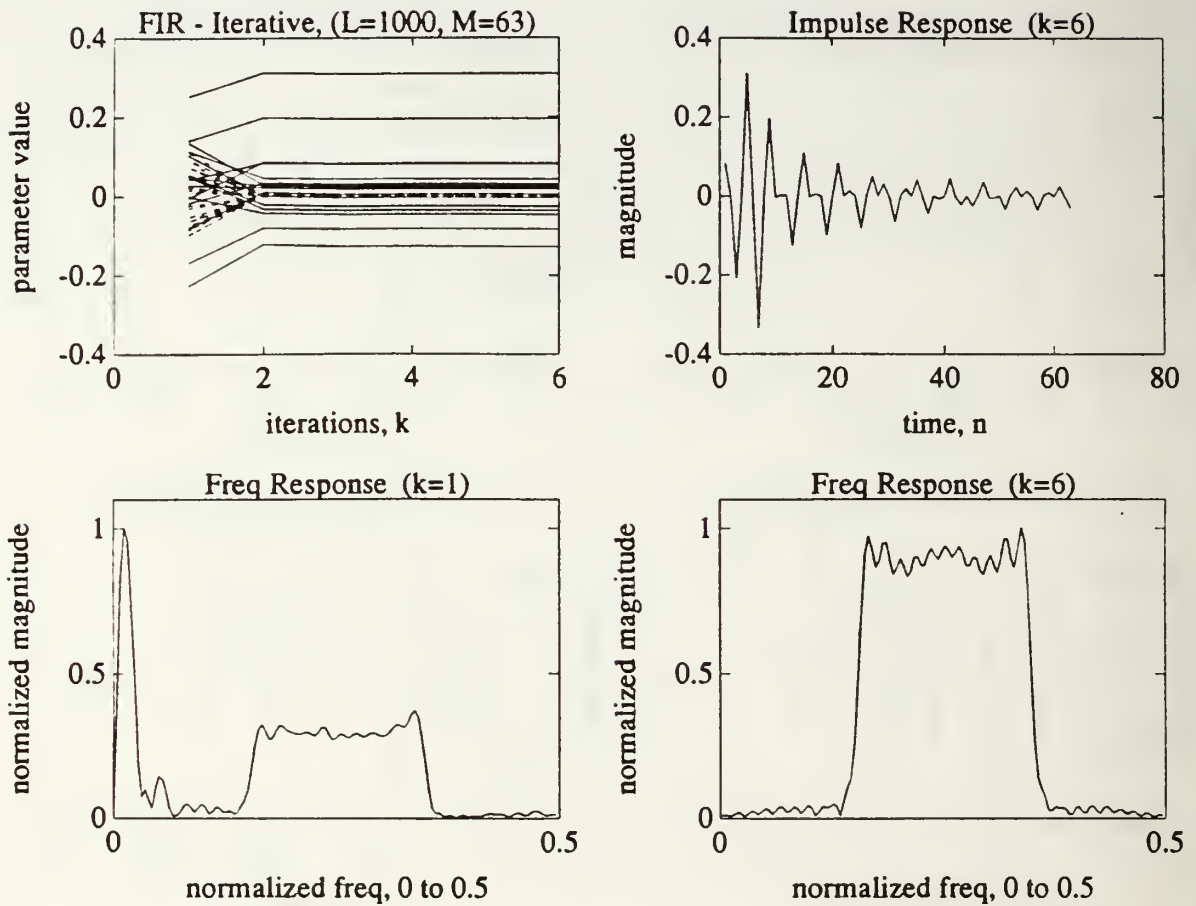 FIR - Iterative, (L=1000, M=63)
0.4
0.2
0
-0.2
-0.4
parameter value
0 2 4 6
iterations, k
Impulse Response (k=6)
0.4
0.2
0
-0.2
-0.4
magnitude
0 20 40 60 80
time, n
Freq Response (k=1)
1
0.5
0
normalized magnitude
0 0.5
normalized freq, 0 to 0.5
Freq Response (k=6)
1
0.5
0
normalized magnitude
0 0.5
normalized freq, 0 to 0.5